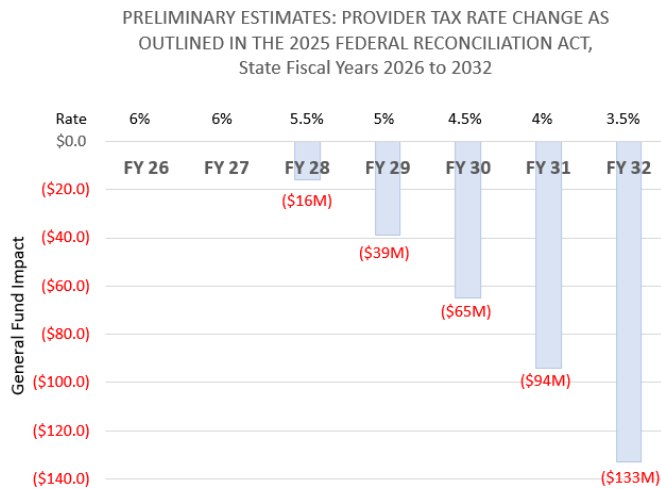 PRELIMINARY ESTIMATES: PROVIDER TAX RATE CHANGE AS
OUTLINED IN THE 2025 FEDERAL RECONCILIATION ACT,
State Fiscal Years 2026 to 2032
Rate 6% 6% 5.5% 5% 4.5% 4% 3.5%
$0.0
FY 26 FY 27 FY 28 FY 29 FY 30 FY 31 FY 32
($20.0)
($16M)
($40.0)
($39M)
($60.0)
($65M)
($80.0)
($94M)
($100.0)
($120.0)
($133M)
($140.0)
General Fund Impact